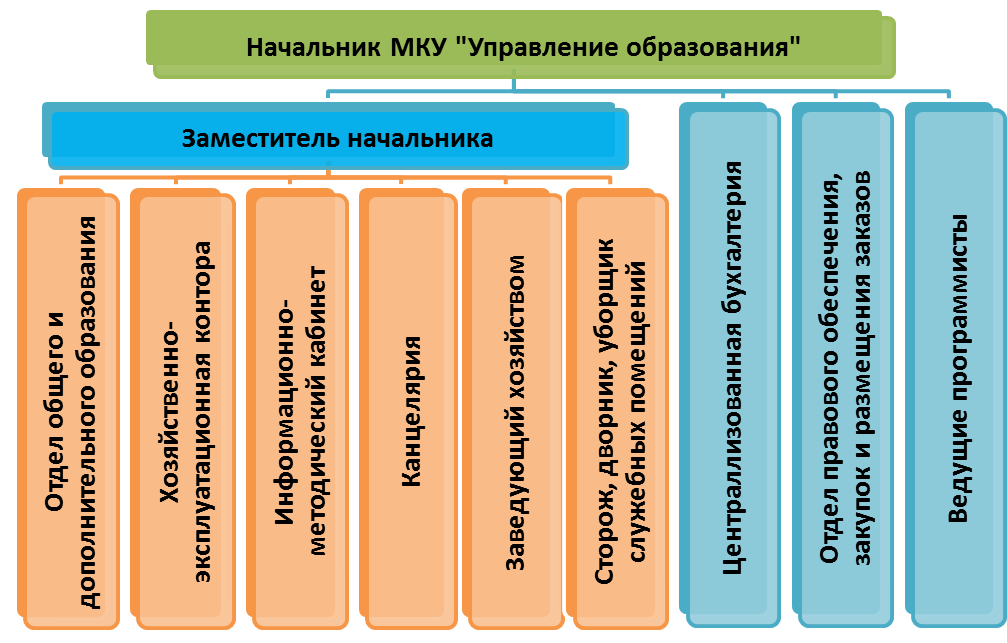 Начальник МКУ "Управление образования"
Заместитель начальника
Отдел общего и
дополнительного образования
Хозяйственно-
эксплуатационная контора
Информационно-
методический кабинет
Канцелярия
Заведующий хозяйством
Сторож, дворник, уборщик
служебных помещений
Централлизованная бухгалтерия
Отдел правового обеспечения,
закупок и размещения заказов
Ведущие программисты